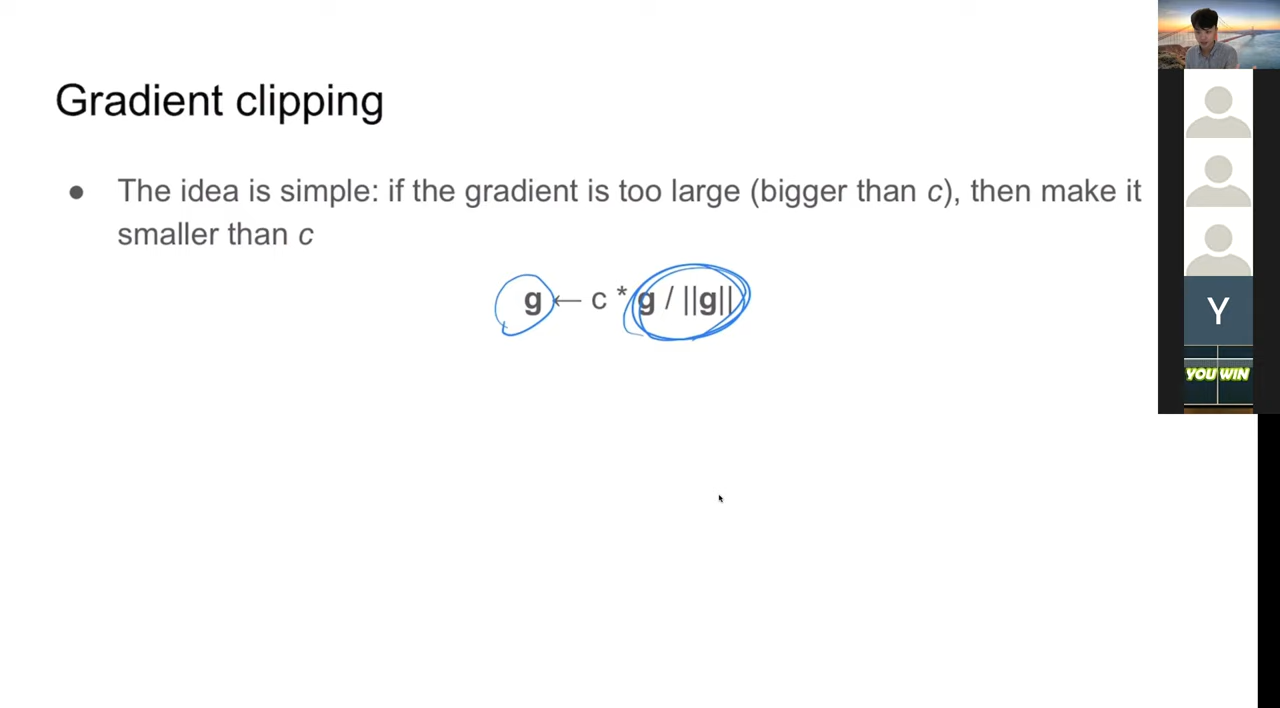 Gradient clipping
● The idea is simple: if the gradient is too large (bigger than c), then make it
smaller than c
g ← c * g / ||g||
Y
YOU WIN